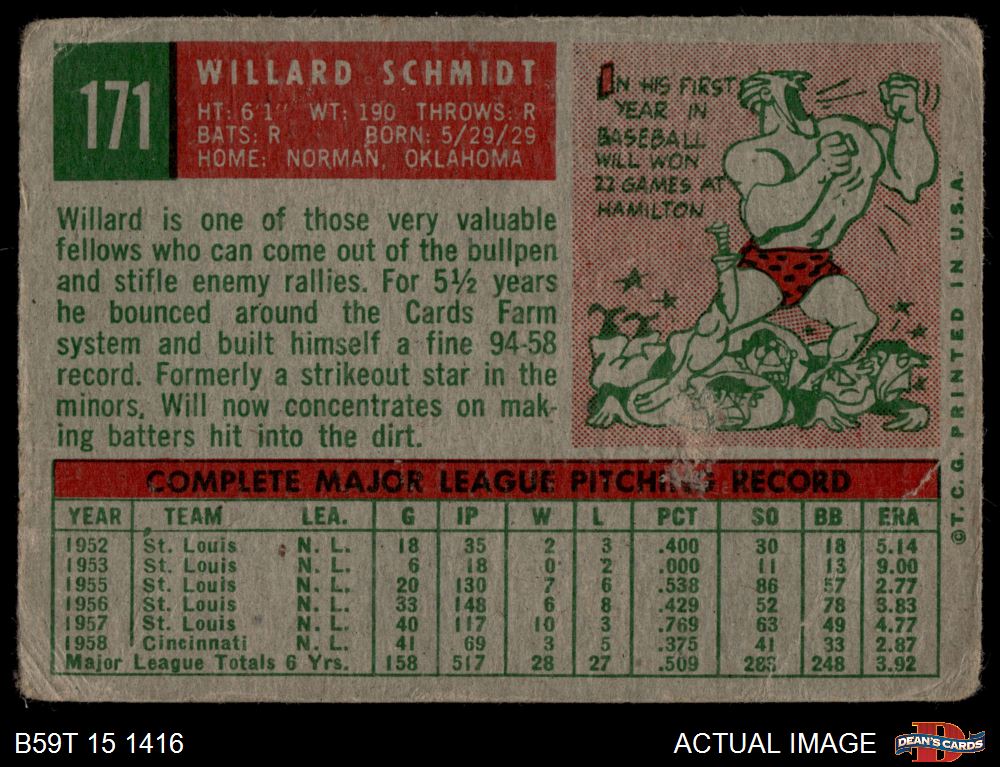 171
WILLARD SCHMIDT
HT: 6'1" WT: 190 THROWS: R
BATS: R BORN: 5/29/29
HOME: NORMAN, OKLAHOMA
Willard is one of those very valuable
fellows who can come out of the bullpen
and stifle enemy rallies. For 5½ years
he bounced around the Cards Farm
system and built himself a fine 94-58
record. Formerly a strikeout star in the
minors, Will now concentrates on mak-
ing batters hit into the dirt.
IN HIS FIRST
YEAR IN
BASEBALL
WILL WON
22 GAMES AT
HAMILTON
©T. C. G. PRINTED IN U.S.A.
COMPLETE MAJOR LEAGUE PITCHING RECORD
YEAR TEAM LEA. G IP W L PCT SO BB ERA
1952 St. Louis N. L. 18 35 2 3 .400 30 18 5.14
1953 St. Louis N. L. 6 18 0 2 .000 11 13 9.00
1955 St. Louis N. L. 20 130 7 6 .538 86 57 2.77
1956 St. Louis N. L. 33 148 6 8 .429 52 78 3.83
1957 St. Louis N. L. 40 117 10 3 .769 63 49 4.77
1958 Cincinnati N. L. 41 69 3 5 .375 41 33 2.87
Major League Totals 6 Yrs. 158 517 28 27 .509 283 248 3.92
B59T 15 1416
ACTUAL IMAGE
DEAN'S CARDS